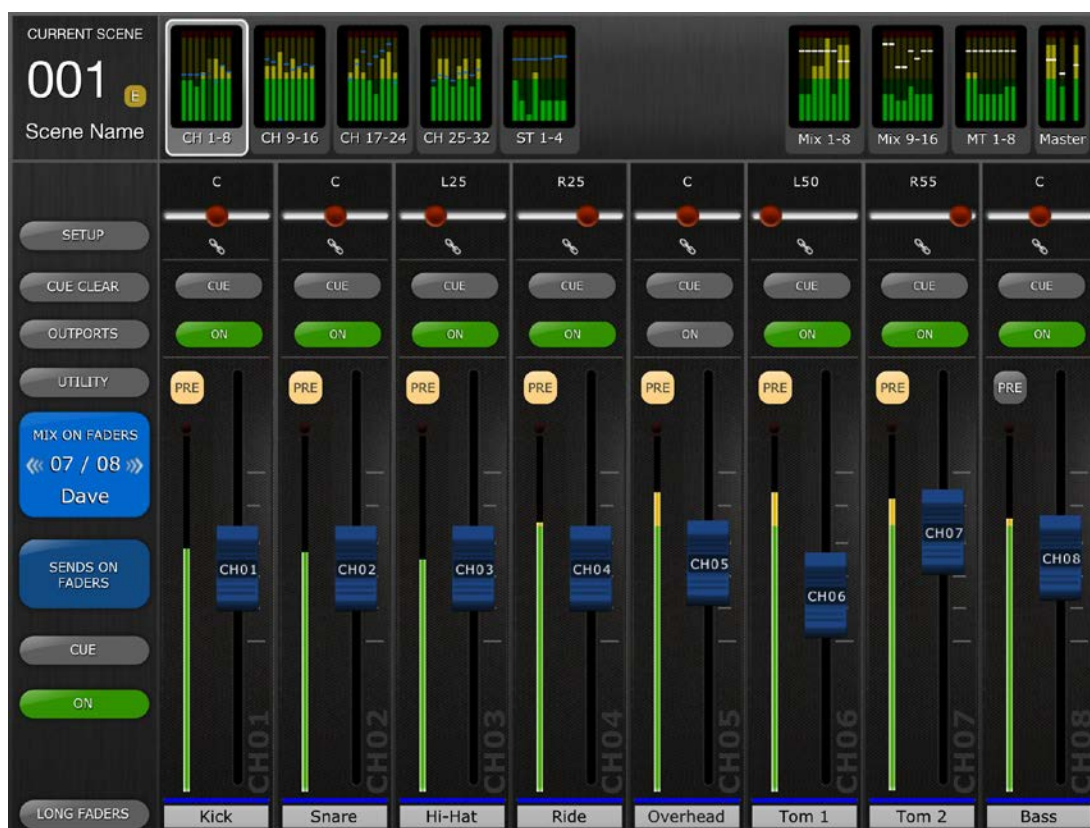 CURRENT SCENE
001 E
Scene Name
CH 1-8 CH 9-16 CH 17-24 CH 25-32 ST 1-4 Mix 1-8 Mix 9-16 MT 1-8 Master
C C L25 R25 C L50 R55 C
SETUP
CUE CLEAR CUE CUE CUE CUE CUE CUE CUE CUE
OUTPORTS ON ON ON ON ON ON ON ON
UTILITY PRE PRE PRE PRE PRE PRE PRE PRE
MIX ON FADERS
07 / 08
Dave
SENDS ON
FADERS
CH01 CH02 CH03 CH04 CH05 CH06 CH07 CH08
CUE
ON
CH01 CH02 CH03 CH04 CH05 CH06 CH07
LONG FADERS Kick Snare Hi-Hat Ride Overhead Tom 1 Tom 2 Bass